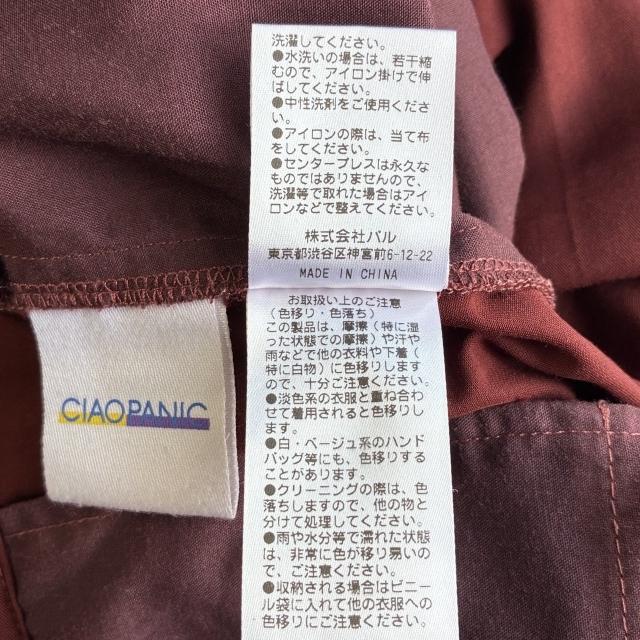 洗濯してください。
●水洗いの場合は、若干縮
むので、アイロン掛けで伸
ばしてください。
●中性洗剤をご使用くださ
い。
●アイロンの際は、当て布
をしてください。
●センタープレスは永久な
ものではありませんので、
洗濯等で取れた場合はアイ
ロンなどで整えてください。
株式会社パル
東京都渋谷区神宮前6-12-22
MADE IN CHINA
お取扱い上のご注意
(色移り・色落ち)
この製品は、摩擦(特に湿
った状態での摩擦)や汗や
雨などで他の衣料や下着(
特に白物)に色移りします
ので、十分ご注意ください。
●淡色系の衣服と重ね合わ
せて着用されると色移りし
ます。
●白・ベージュ系のハンド
バッグ等にも、色移りする
ことがあります。
●クリーニングの際は、色
落ちしますので、他の物と
分けて処理してください。
●雨や水分等で濡れた状態
は、非常に色が移り易いの
で、ご注意ください。
●収納される場合はビニー
ル袋に入れて他の衣服への
色移りにご注意ください。
CIAOPANIC